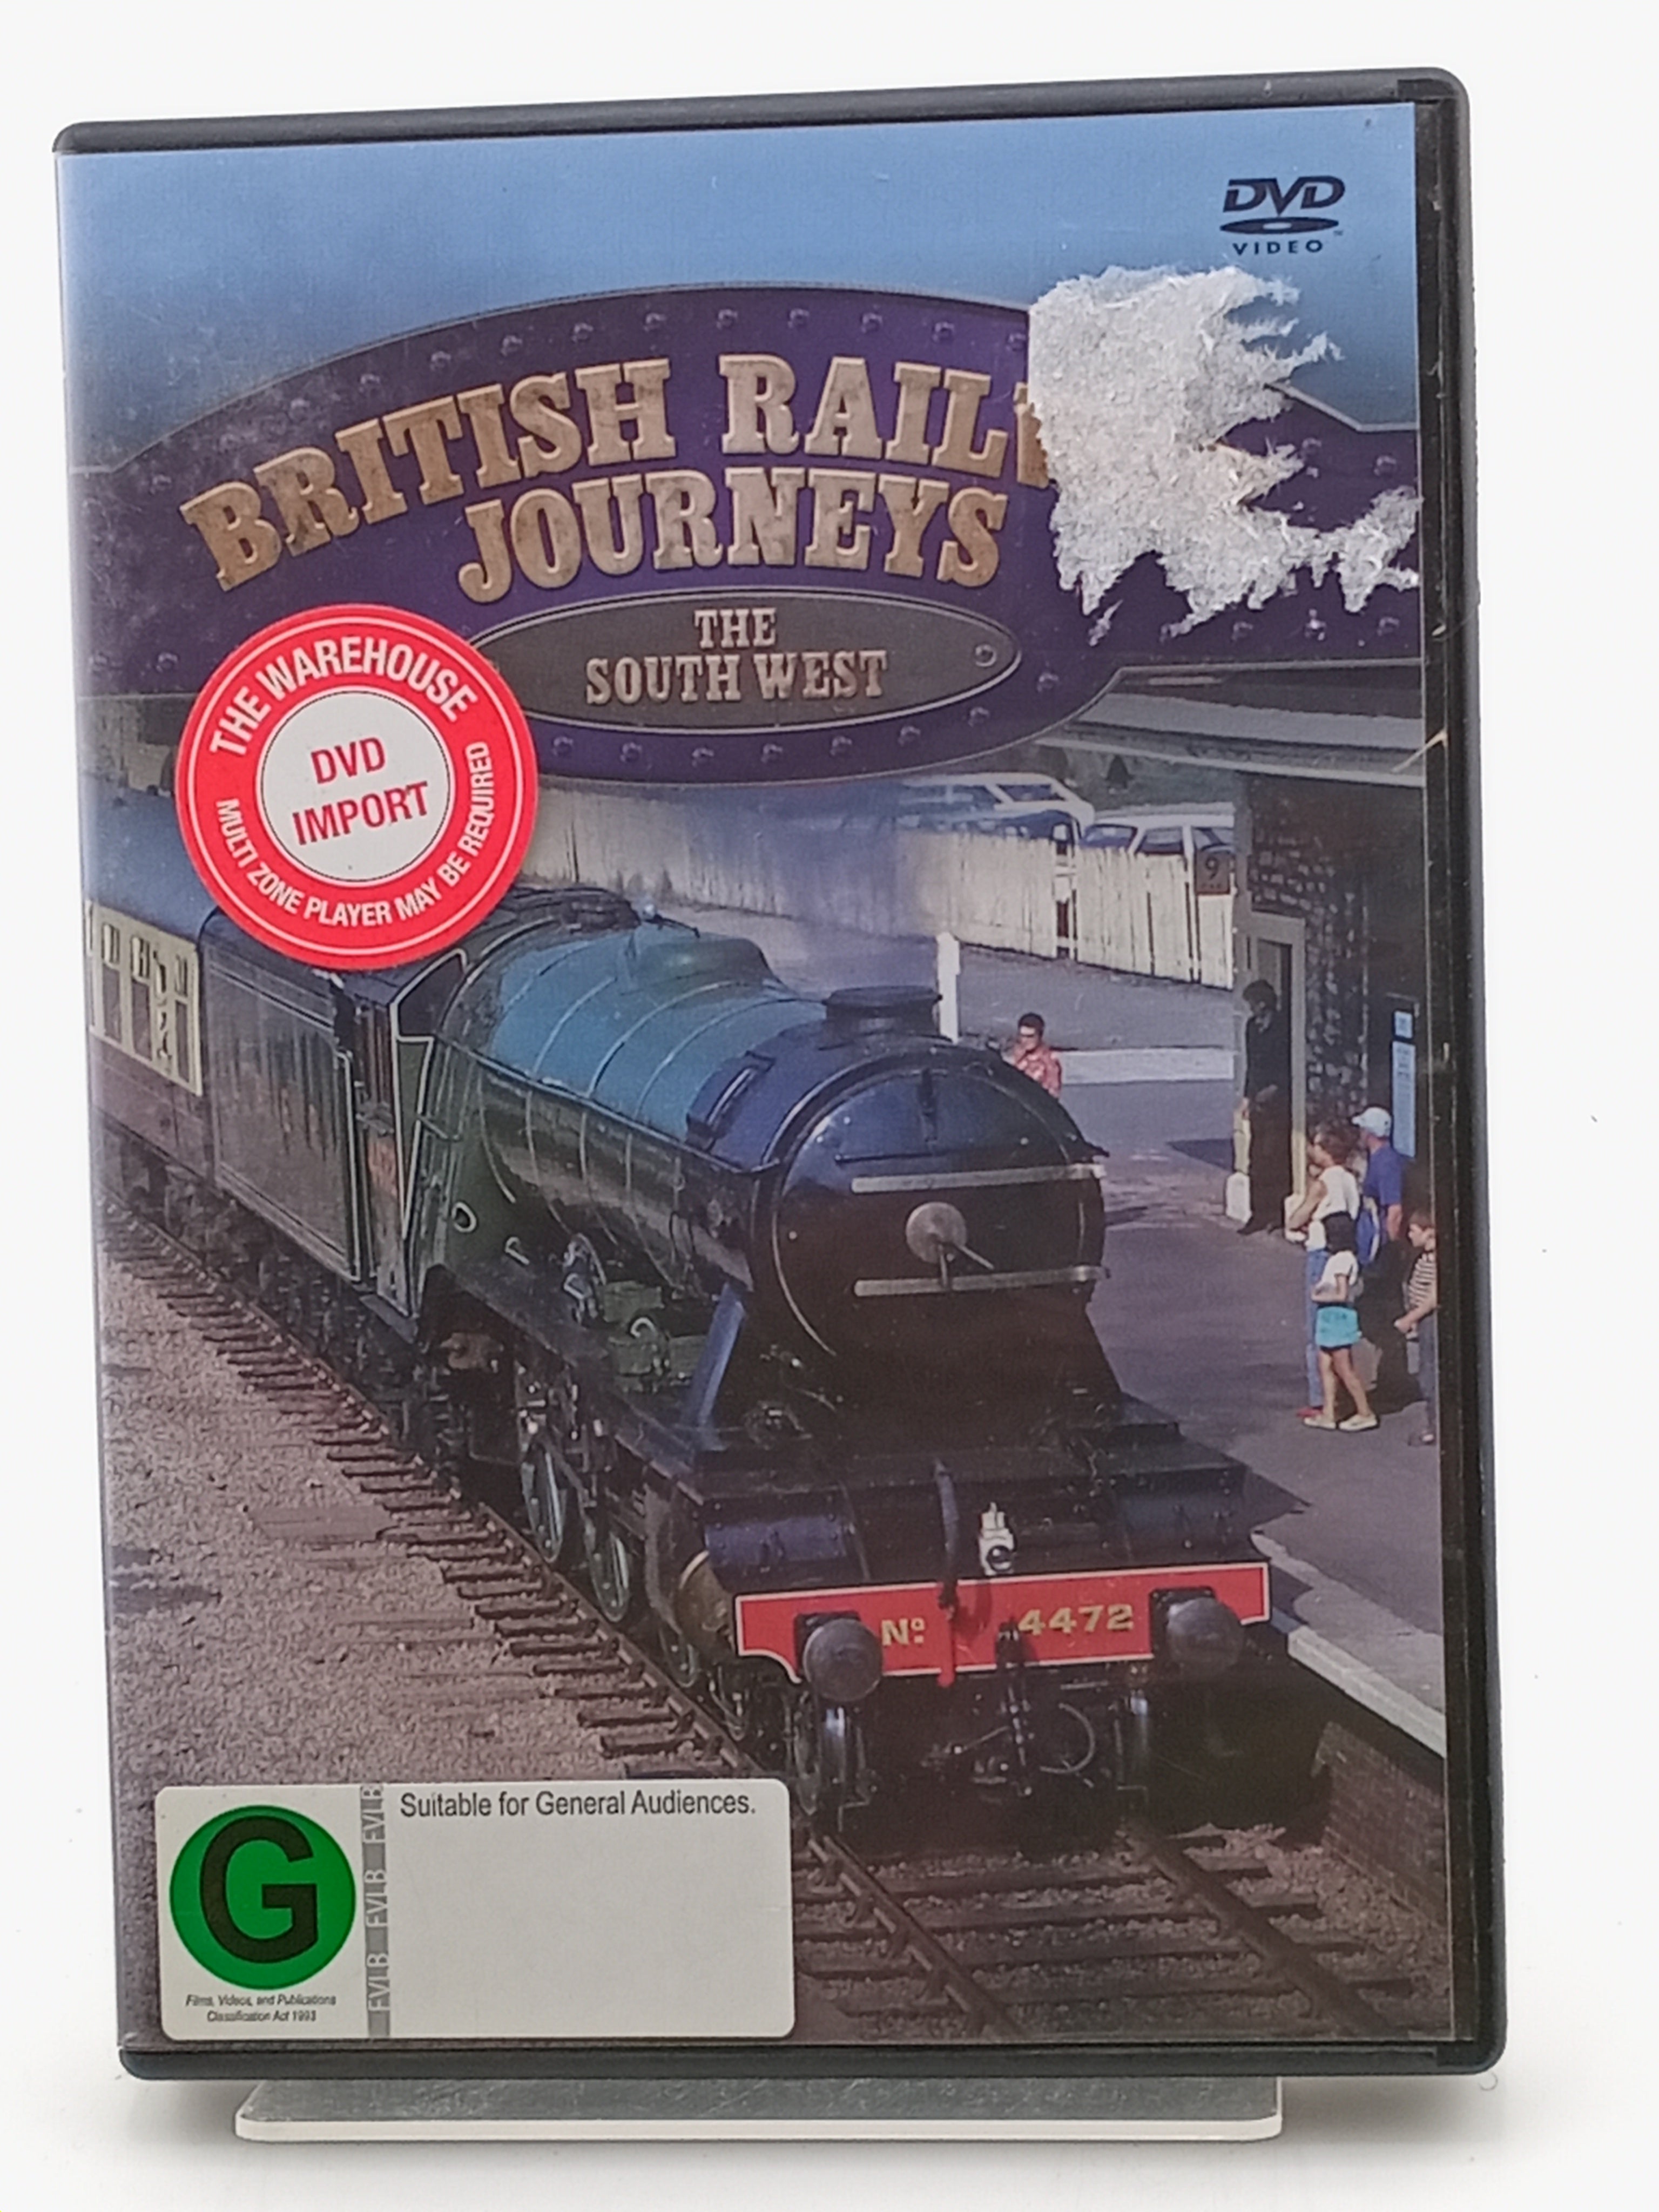 DVD
VIDEO
BRITISH RAIL
JOURNEYS
THE
SOUTH WEST
THE WAREHOUSE
DVD
IMPORT
MULTI ZONE PLAYER MAY BE REQUIRED
9
Nº 4472
G
Suitable for General Audiences.
FVLB FVLB FVLB
Films, Videos, and Publications
Classification Act 1993